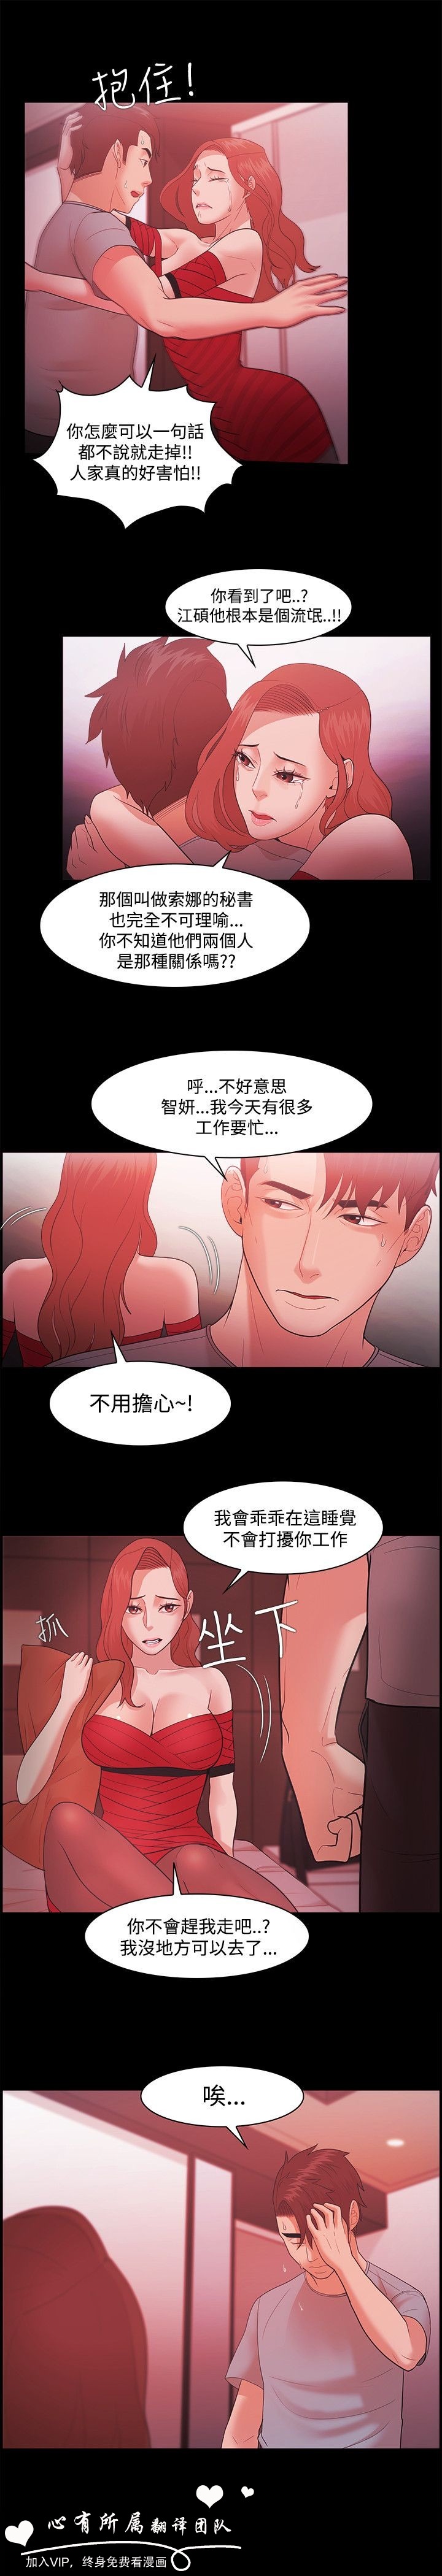 抱住!
你怎麼可以一句話
都不說就走掉!!
人家真的好害怕!!
你看到了吧..?
江碩他根本是個流氓..!!
那個叫做索娜的秘書
也完全不可理喻...
你不知道他們兩個人
是那種關係嗎??
呼...不好意思
智妍...我今天有很多
工作要忙...
不用擔心~!
我會乖乖在這睡覺
不會打擾你工作
抓
坐下
你不會趕我走吧..?
我沒地方可以去了...
唉...
心有所属翻译团队
加入VIP，终身免费看漫画